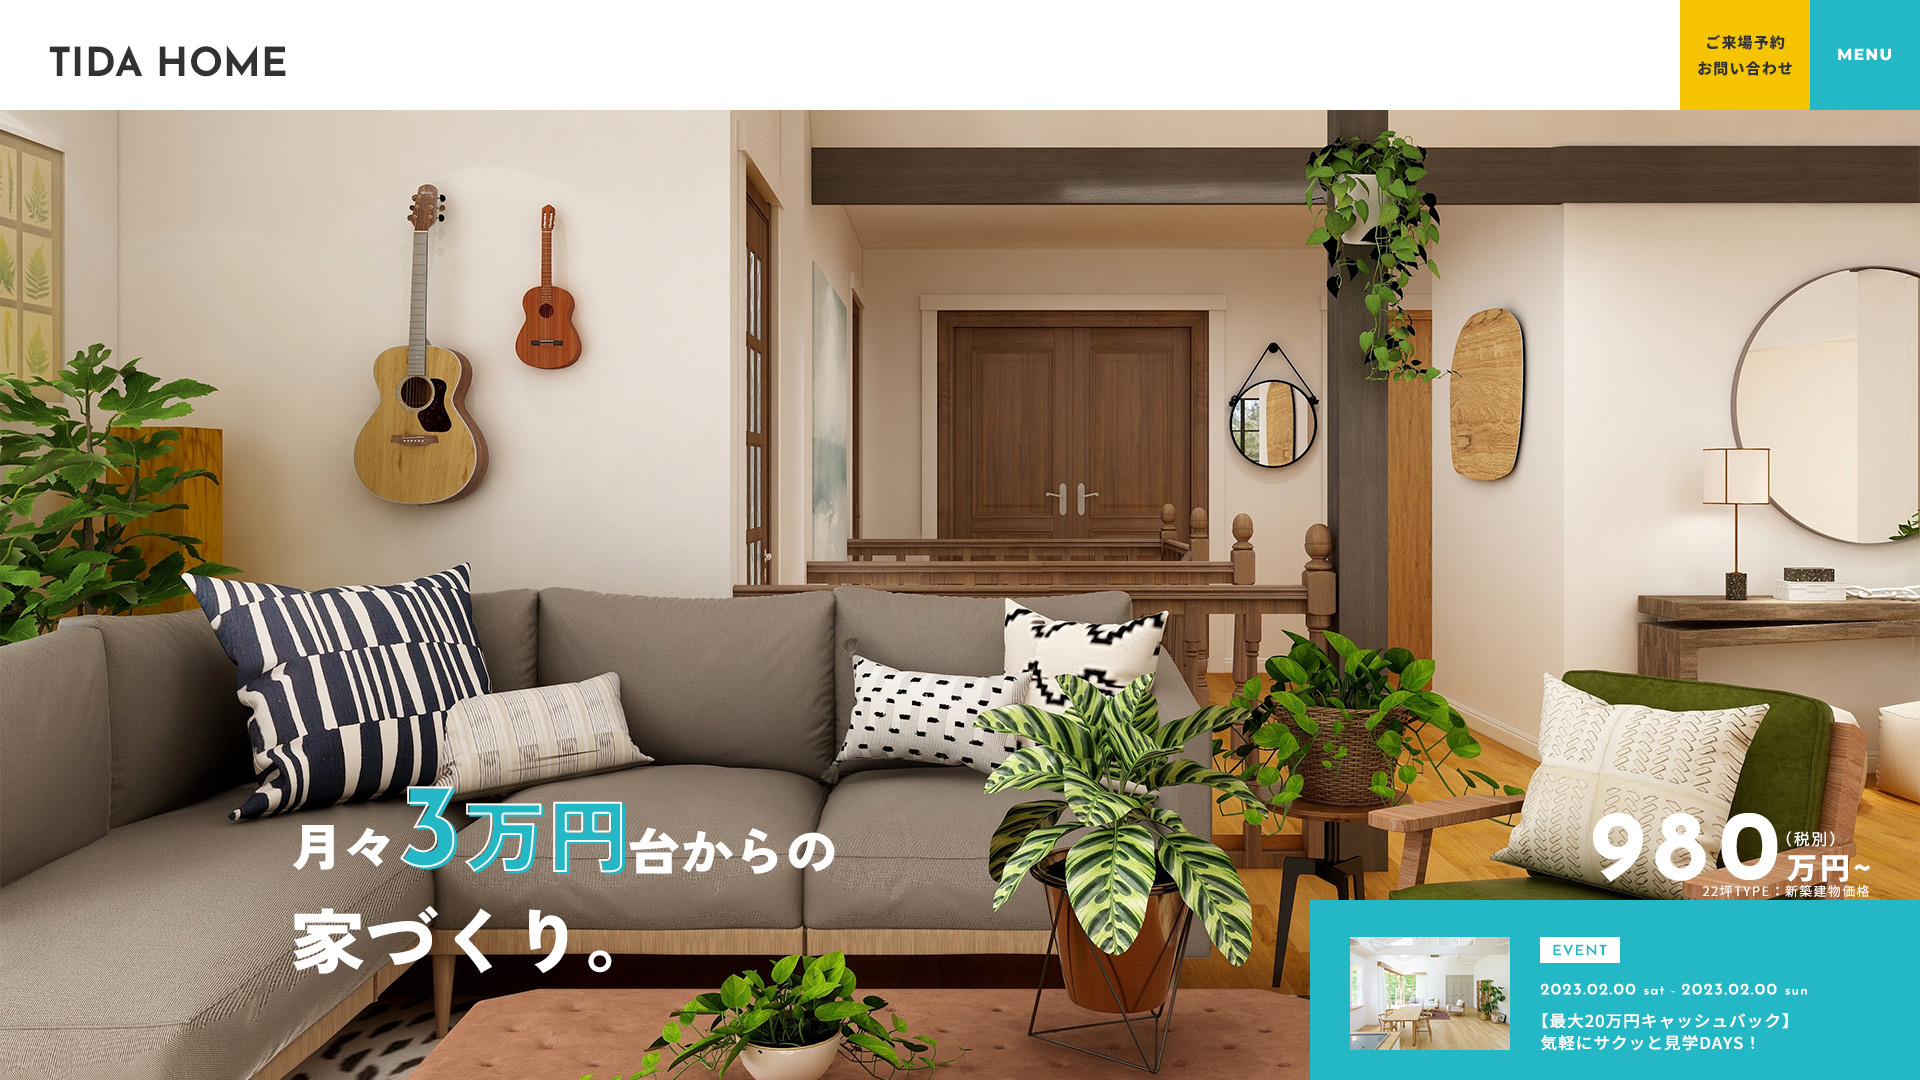 TIDA HOME
ご来場予約
お問い合わせ
MENU
月々3万円台からの
家づくり。
980万円~(税別)
22坪TYPE:新築建物価格
EVENT
2023.02.00 sat - 2023.02.00 sun
【最大20万円キャッシュバック】
気軽にサクッと見学DAYS!